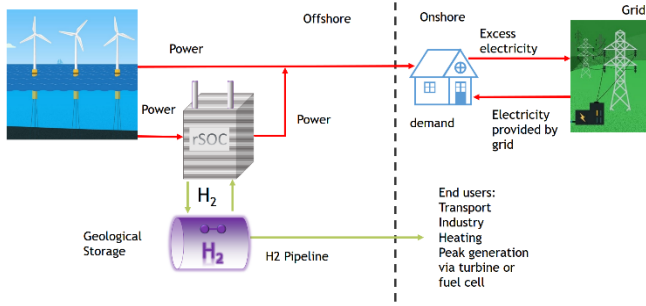 Offshore
Onshore
Grid
Power
Excess
electricity
Power
Power
rSOC
demand
Electricity
provided by
grid
H2
Geological
Storage
H2
H2 Pipeline
End users:
Transport
Industry
Heating
Peak generation
via turbine or
fuel cell